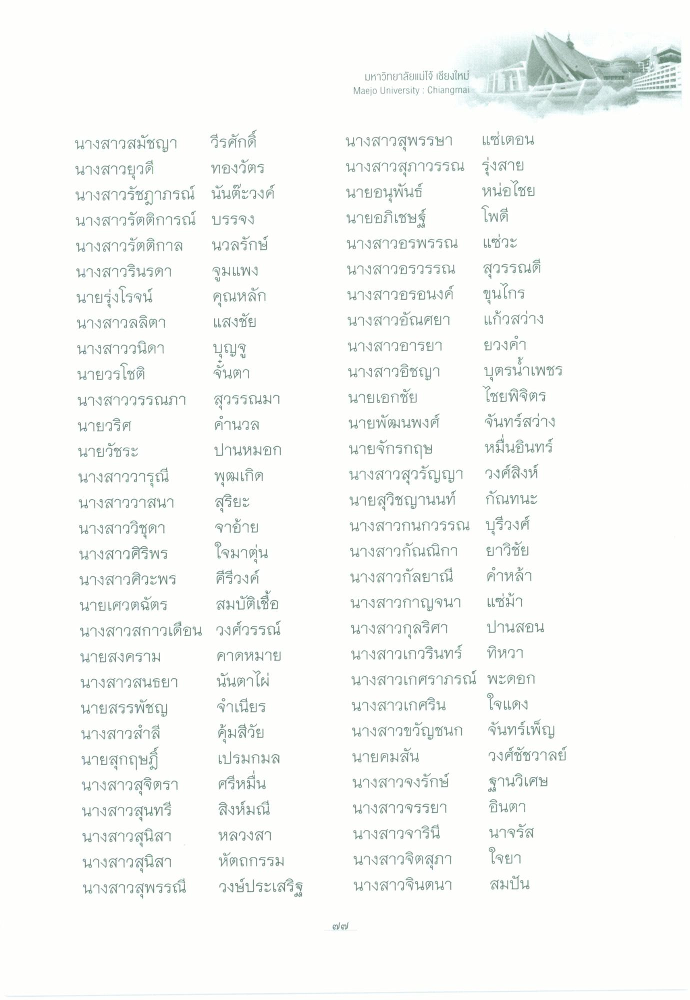 มหาวิทยาลัยแม่โจ้ เชียงใหม่
Maejo University : Chiangmai
นางสาวสมัชญา วีรศักดิ์
นางสาวยุวดี ทองวัตร
นางสาวรัชฎาภรณ์ นันต๊ะวงค์
นางสาวรัตติการณ์ บรรจง
นางสาวรัตติกาล นวลรักษ์
นางสาวรินรดา จูมแพง
นายรุ่งโรจน์ คุณหลัก
นางสาวลลิตา แสงชัย
นางสาววนิดา บุญจู
นายวรโชติ จั๋นตา
นางสาววรรณภา สุวรรณมา
นายวริศ คำนวล
นายวัชระ ปานหมอก
นางสาววารุณี พุฒเกิด
นางสาววาสนา สุริยะ
นางสาววิชุดา จาอ้าย
นางสาวศิริพร ใจมาตุ่น
นางสาวศิวะพร คีรีวงค์
นายเศวตฉัตร สมบัติเชื้อ
นางสาวสกาวเดือน วงศ์วรรณ์
นายสงคราม คาดหมาย
นางสาวสนธยา นันตาไผ่
นายสรรพัชญ จำเนียร
นางสาวสำลี คุ้มสีวัย
นายสุกฤษฎิ์ เปรมกมล
นางสาวสุจิตรา ศรีหมื่น
นางสาวสุนทรี สิงห์มณี
นางสาวสุนิสา หลวงสา
นางสาวสุนิสา หัตถกรรม
นางสาวสุพรรณี วงษ์ประเสริฐ
นางสาวสุพรรษา แซ่เตอน
นางสาวสุภาวรรณ รุ่งสาย
นายอนุพันธ์ หน่อไชย
นายอภิเชษฐ์ โพดี
นางสาวอรพรรณ แซ่วะ
นางสาวอรวรรณ สุวรรณดี
นางสาวอรอนงค์ ขุนไกร
นางสาวอัณศยา แก้วสว่าง
นางสาวอารยา ยวงคำ
นางสาวอิชญา บุตรน้ำเพชร
นายเอกชัย ไชยพิจิตร
นายพัฒนพงศ์ จันทร์สว่าง
นายจักรกฤษ หมื่นอินทร์
นางสาวสุวรัญญา วงศ์สิงห์
นายสุวิชญานนท์ กัณทนะ
นางสาวกนกวรรณ บุรีวงศ์
นางสาวกัณณิกา ยาวิชัย
นางสาวกัลยาณี คำหล้า
นางสาวกาญจนา แซ่ม้า
นางสาวกุลริศา ปานสอน
นางสาวเกวรินทร์ ทิหวา
นางสาวเกศราภรณ์ พะดอก
นางสาวเกศริน ใจแดง
นางสาวขวัญชนก จันทร์เพ็ญ
นายคมสัน วงศ์ชัชวาลย์
นางสาวจงรักษ์ ฐานวิเศษ
นางสาวจรรยา อินตา
นางสาวจารินี นาจรัส
นางสาวจิตสุภา ใจยา
นางสาวจินตนา สมปัน
๗๗